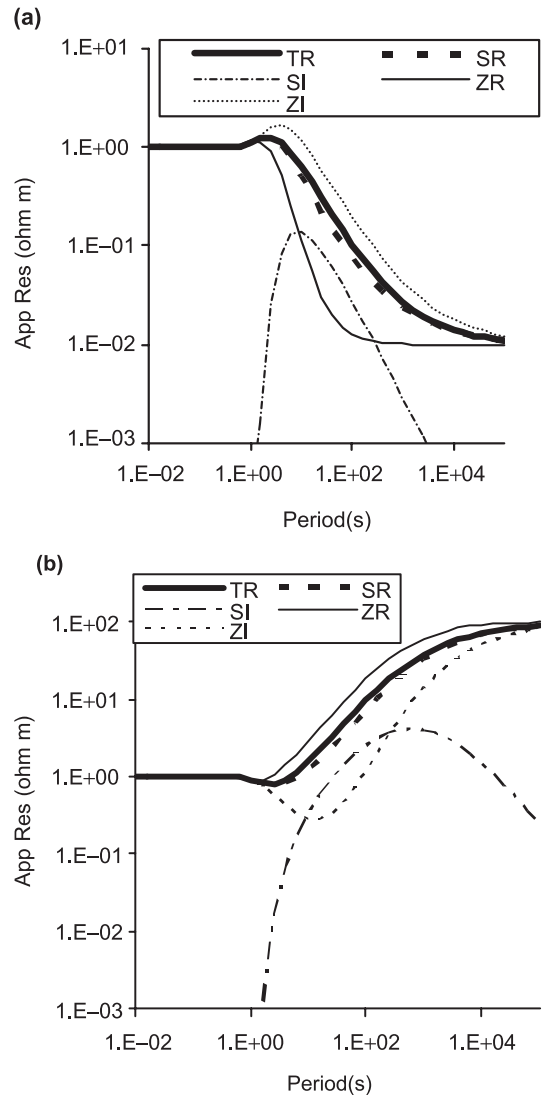 (a)
TR SR
SI ZR
ZI
1.E+01
1.E+00
1.E−01
1.E−02
1.E−03
App Res (ohm m)
1.E−02 1.E+00 1.E+02 1.E+04
Period(s)
(b)
TR SR
SI ZR
ZI
1.E+02
1.E+01
1.E+00
1.E−01
1.E−02
1.E−03
App Res (ohm m)
1.E−02 1.E+00 1.E+02 1.E+04
Period(s)